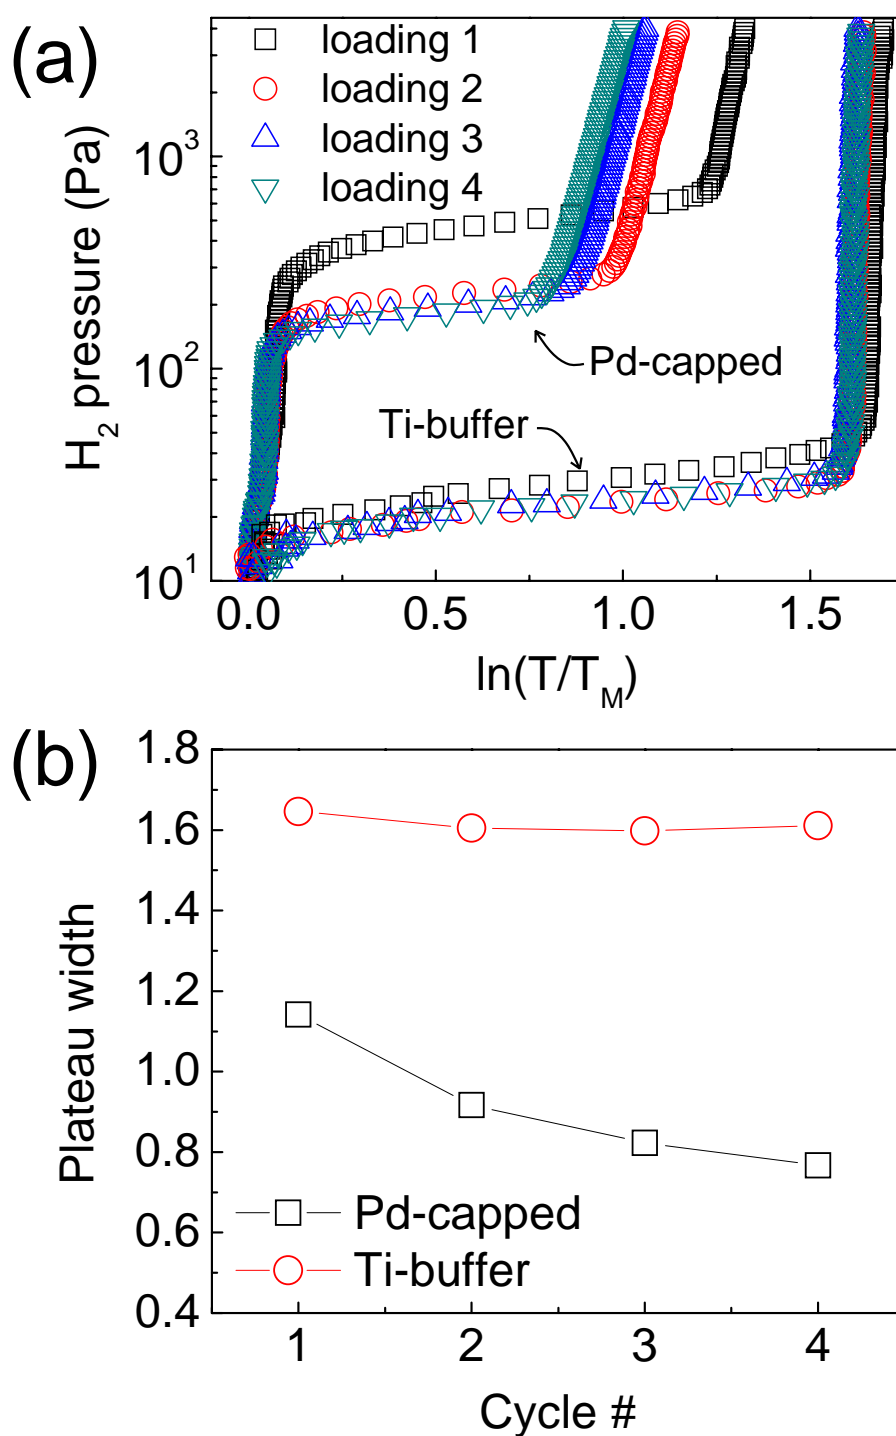 (a)
loading 1
loading 2
loading 3
loading 4
H₂ pressure (Pa)
10³
10²
10¹
Pd-capped
Ti-buffer
0.0 0.5 1.0 1.5
ln(T/T_M)
(b)
Plateau width
1.8
1.6
1.4
1.2
1.0
0.8
0.6
0.4
Pd-capped
Ti-buffer
1 2 3 4
Cycle #